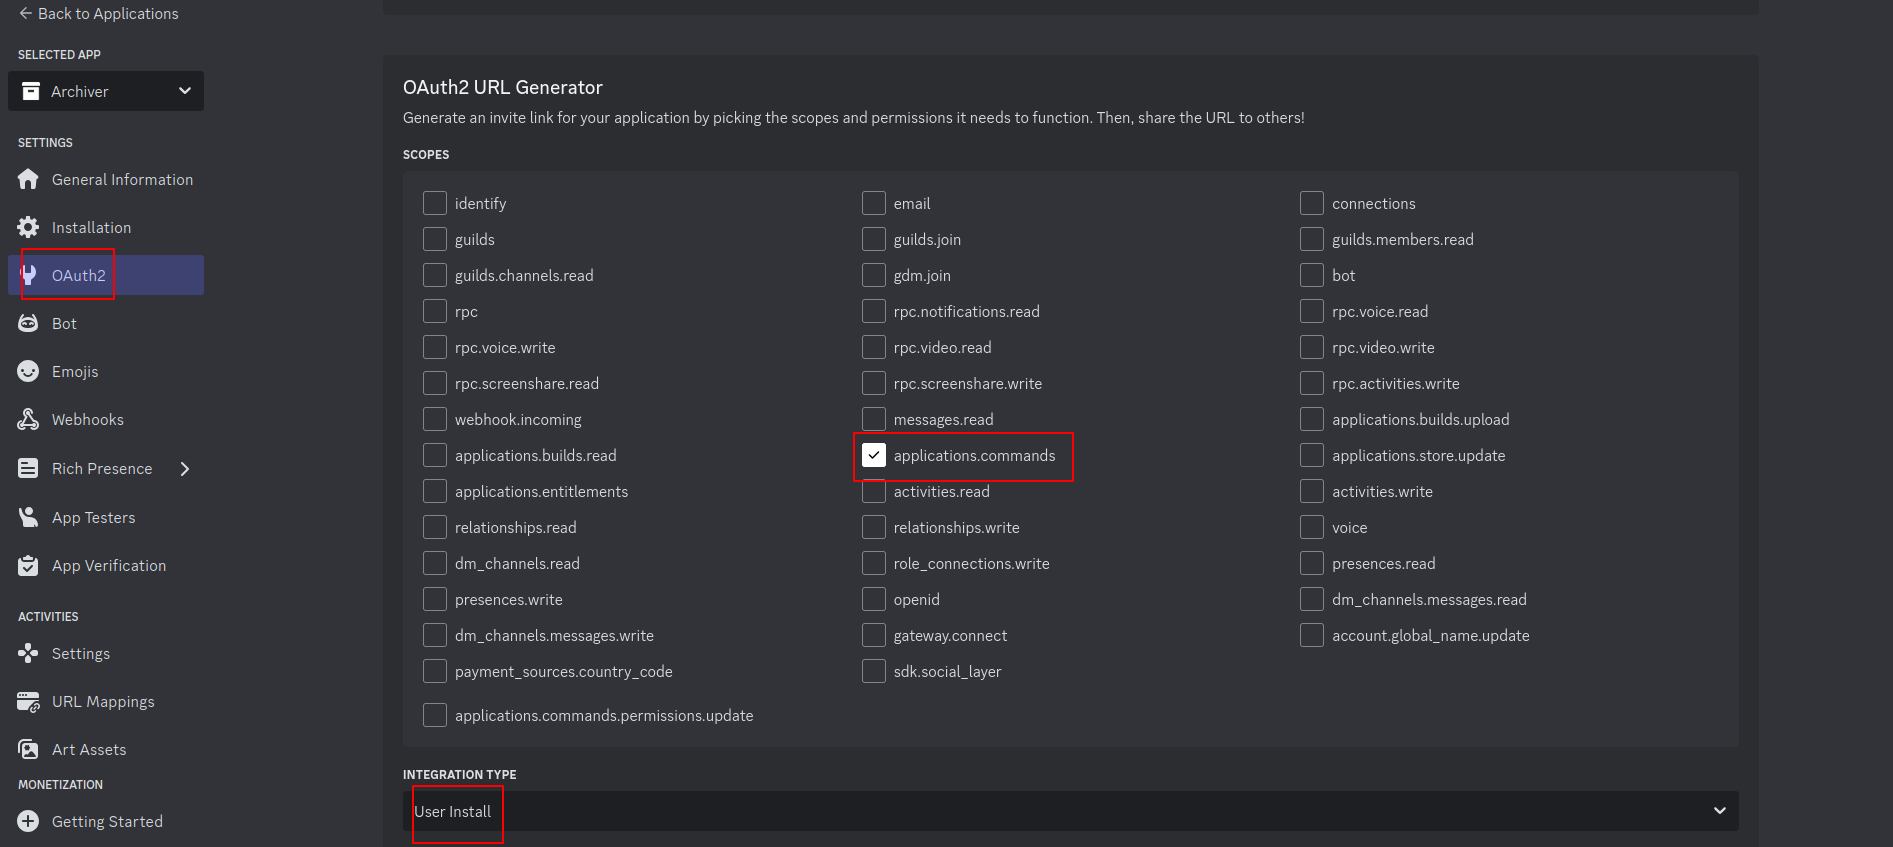 Back to Applications
SELECTED APP
Archiver
SETTINGS
General Information
Installation
OAuth2
Bot
Emojis
Webhooks
Rich Presence
App Testers
App Verification
ACTIVITIES
Settings
URL Mappings
Art Assets
MONETIZATION
Getting Started
OAuth2 URL Generator
Generate an invite link for your application by picking the scopes and permissions it needs to function. Then, share the URL to others!
SCOPES
identify email connections
guilds guilds.join guilds.members.read
guilds.channels.read gdm.join bot
rpc rpc.notifications.read rpc.voice.read
rpc.voice.write rpc.video.read rpc.video.write
rpc.screenshare.read rpc.screenshare.write rpc.activities.write
webhook.incoming messages.read applications.builds.upload
applications.builds.read applications.commands applications.store.update
applications.entitlements activities.read activities.write
relationships.read relationships.write voice
dm_channels.read role_connections.write presences.read
presences.write openid dm_channels.messages.read
dm_channels.messages.write gateway.connect account.global_name.update
payment_sources.country_code sdk.social_layer
applications.commands.permissions.update
INTEGRATION TYPE
User Install